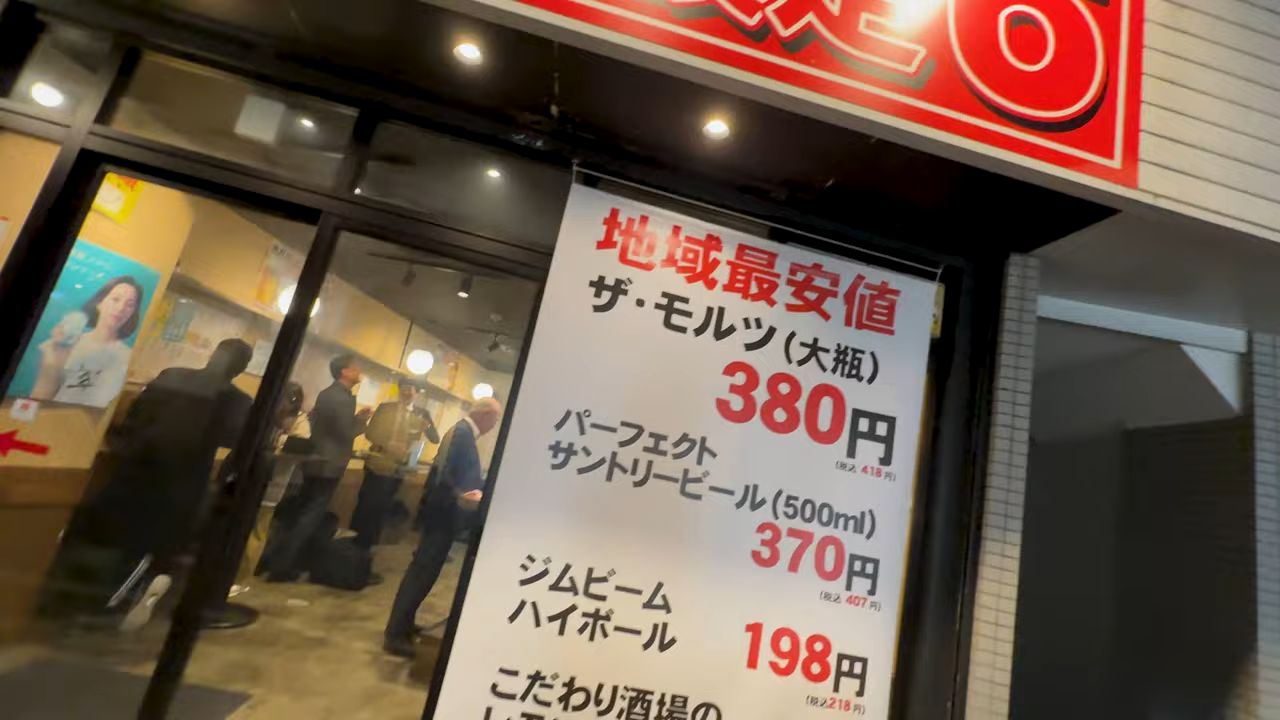 定
6
地域最安値
ザ・モルツ(大瓶)
380円
(税込 418円)
パーフェクト
サントリービール(500ml)
370円
(税込 407円)
ジムビーム
ハイボール
198円
(税込218円)
こだわり酒場の